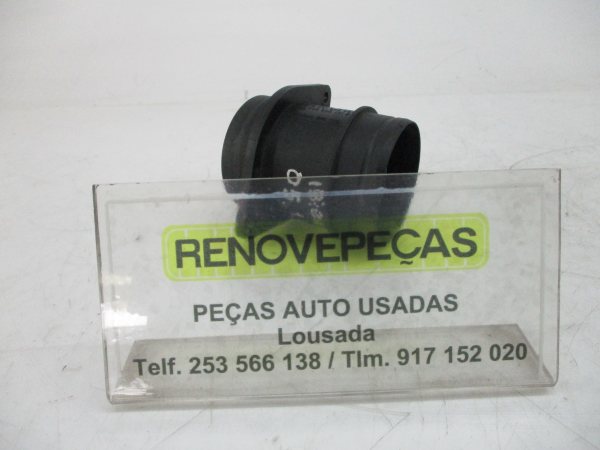 RENOVEPEÇAS
PEÇAS AUTO USADAS
Lousada
Telf. 253 566 138 / Tlm. 917 152 020